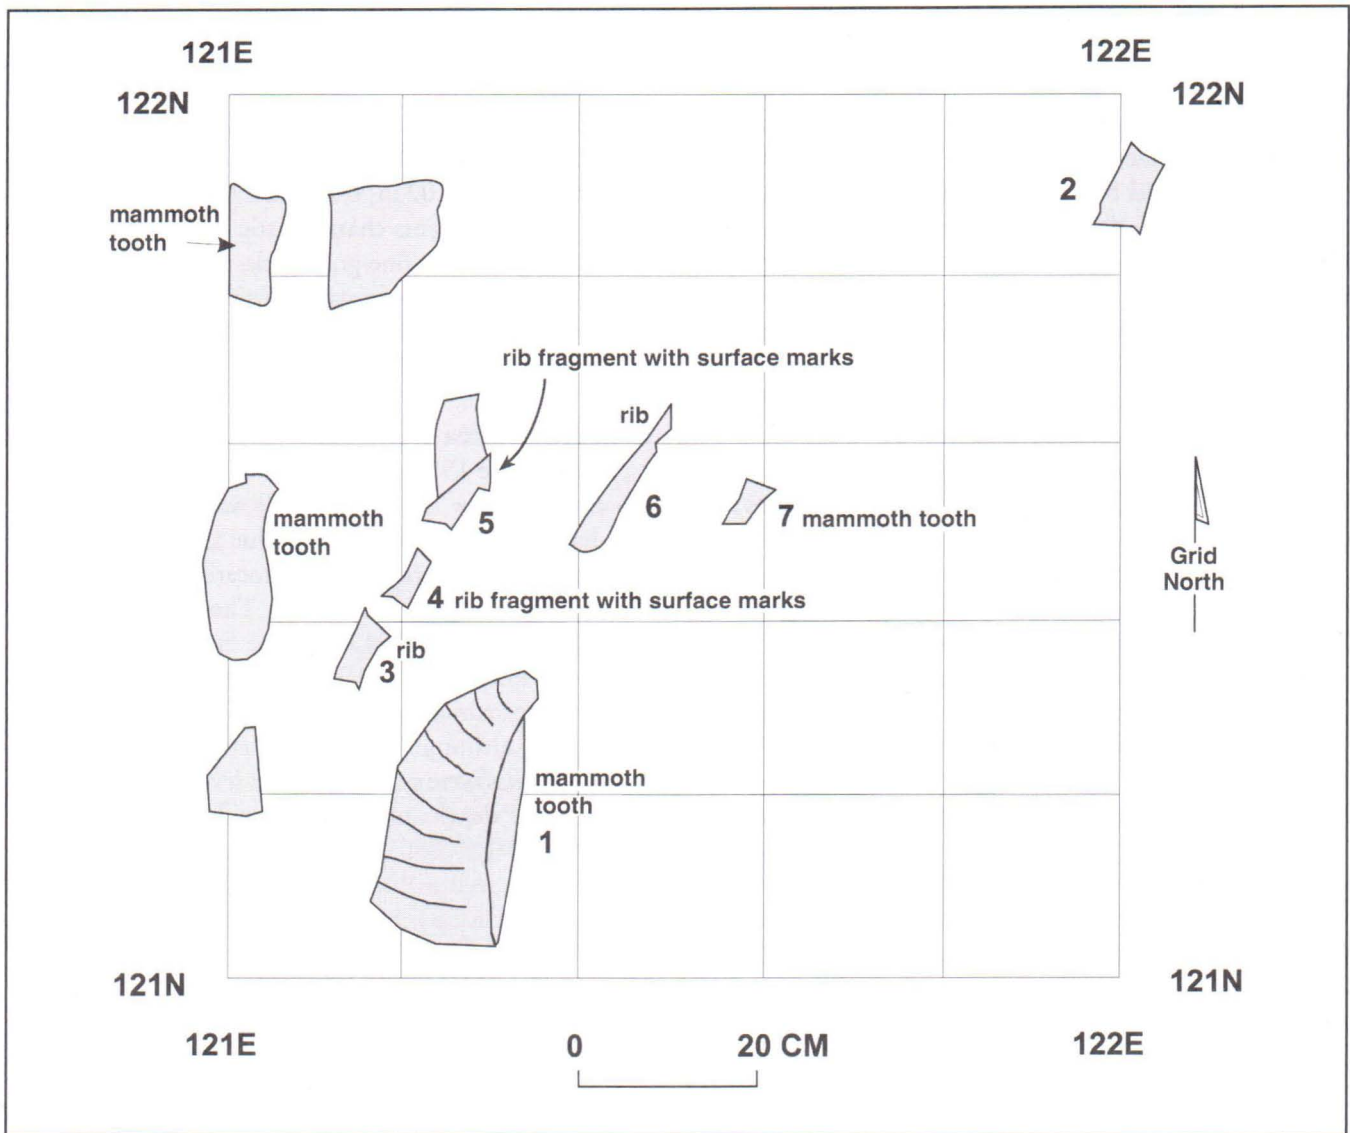 121E
122E
122N
122N
2
mammoth
tooth
rib fragment with surface marks
rib
6
5
7 mammoth tooth
mammoth
tooth
4 rib fragment with surface marks
Grid
North
rib
3
mammoth
tooth
1
121N
121N
121E
0
20 CM
122E